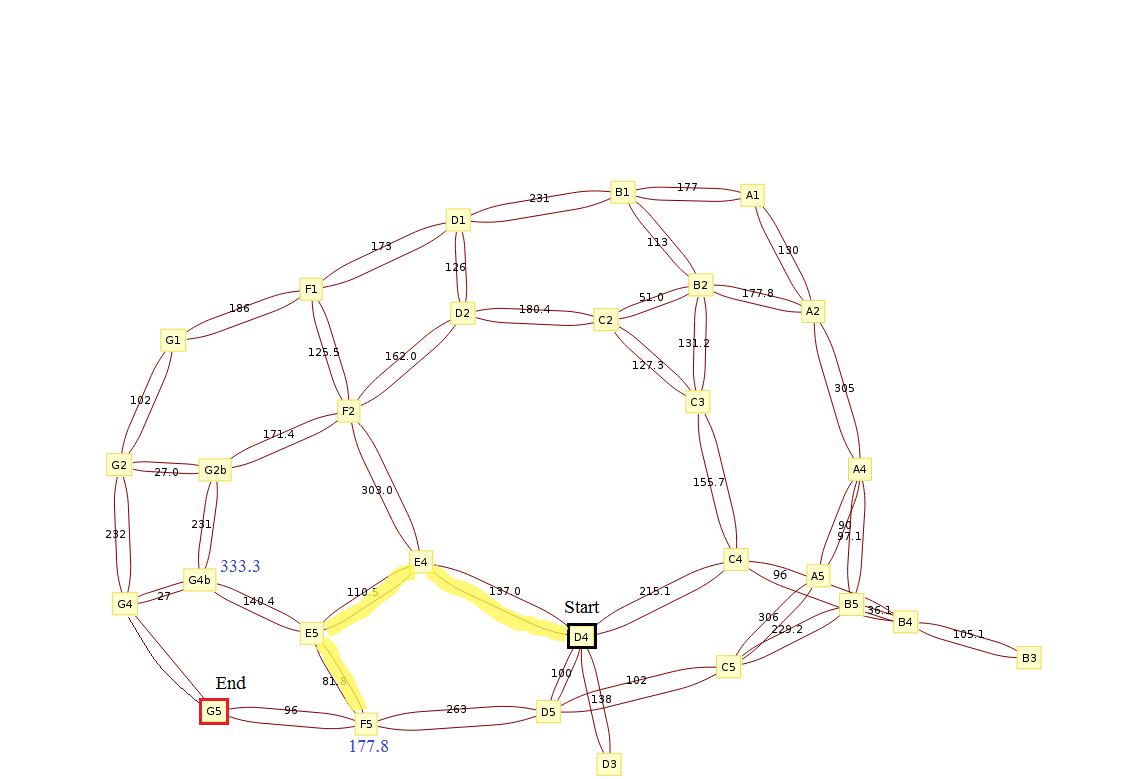 B1
177
A1
231
D1
113
173
130
126
F1
B2
51.0
177.8
186
D2
180.4
C2
A2
G1
125.5
162.0
131.2
127.3
305
102
F2
C3
171.4
G2
27.0
G2b
A4
303.0
155.7
231
90
232
97.1
333.3
E4
C4
G4b
96
A5
110.5
137.0
215.1
27
140.4
Start
G4
B5
36.1
306
B4
E5
D4
229.2
105.1
B3
100
C5
End
81.8
102
138
G5
96
263
D5
F5
177.8
D3